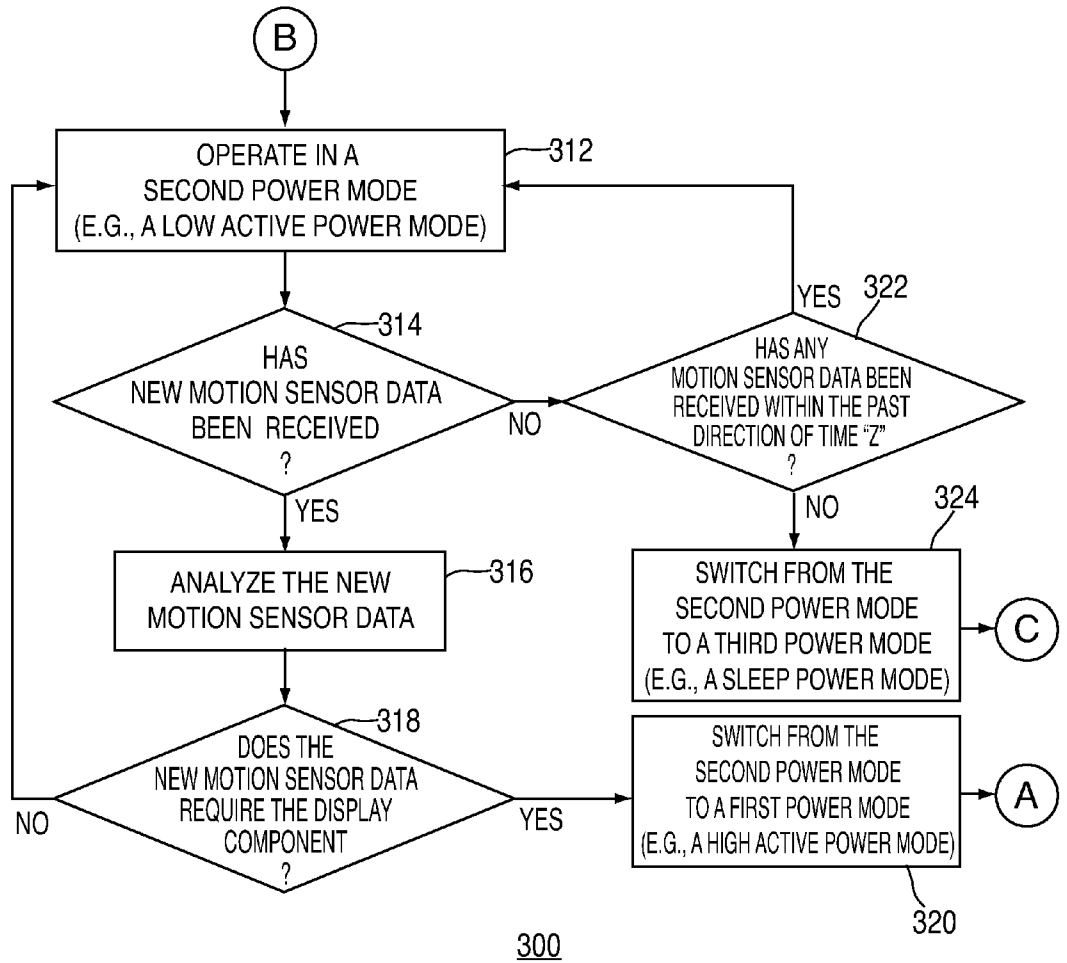 B
OPERATE IN A
SECOND POWER MODE
(E.G., A LOW ACTIVE POWER MODE)
312
HAS
NEW MOTION SENSOR DATA
BEEN RECEIVED
?
314
NO
YES
HAS ANY
MOTION SENSOR DATA BEEN
RECEIVED WITHIN THE PAST
DIRECTION OF TIME "Z"
?
322
YES
NO
ANALYZE THE NEW
MOTION SENSOR DATA
316
SWITCH FROM THE
SECOND POWER MODE
TO A THIRD POWER MODE
(E.G., A SLEEP POWER MODE)
324
C
DOES THE
NEW MOTION SENSOR DATA
REQUIRE THE DISPLAY
COMPONENT
?
318
NO
YES
SWITCH FROM THE
SECOND POWER MODE
TO A FIRST POWER MODE
(E.G., A HIGH ACTIVE POWER MODE)
320
A
300